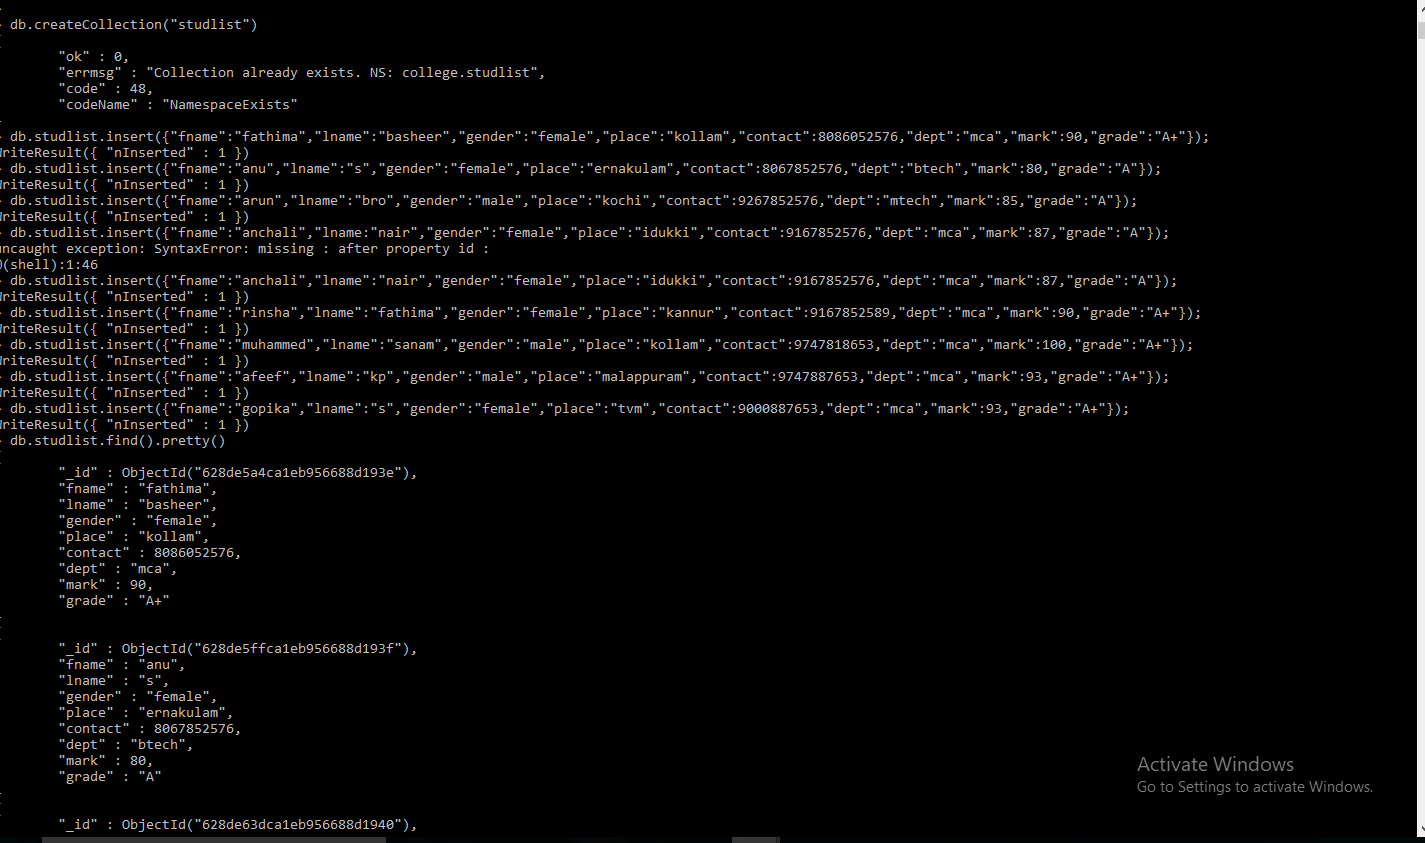 db.createCollection("studlist")
"ok" : 0,
"errmsg" : "Collection already exists. NS: college.studlist",
"code" : 48,
"codeName" : "NamespaceExists"
db.studlist.insert({"fname":"fathima","lname":"basheer","gender":"female","place":"kollam","contact":8086052576,"dept":"mca","mark":90,"grade":"A+"});
riteResult({ "nInserted" : 1 })
db.studlist.insert({"fname":"anu","lname":"s","gender":"female","place":"ernakulam","contact":8067852576,"dept":"btech","mark":80,"grade":"A"});
riteResult({ "nInserted" : 1 })
db.studlist.insert({"fname":"arun","lname":"bro","gender":"male","place":"kochi","contact":9267852576,"dept":"mtech","mark":85,"grade":"A"});
riteResult({ "nInserted" : 1 })
db.studlist.insert({"fname":"anchali","lname:"nair","gender":"female","place":"idukki","contact":9167852576,"dept":"mca","mark":87,"grade":"A"});
uncaught exception: SyntaxError: missing : after property id :
@(shell):1:46
db.studlist.insert({"fname":"anchali","lname":"nair","gender":"female","place":"idukki","contact":9167852576,"dept":"mca","mark":87,"grade":"A"});
riteResult({ "nInserted" : 1 })
db.studlist.insert({"fname":"rinsha","lname":"fathima","gender":"female","place":"kannur","contact":9167852589,"dept":"mca","mark":90,"grade":"A+"});
riteResult({ "nInserted" : 1 })
db.studlist.insert({"fname":"muhammed","lname":"sanam","gender":"male","place":"kollam","contact":9747818653,"dept":"mca","mark":100,"grade":"A+"});
riteResult({ "nInserted" : 1 })
db.studlist.insert({"fname":"afeef","lname":"kp","gender":"male","place":"malappuram","contact":9747887653,"dept":"mca","mark":93,"grade":"A+"});
riteResult({ "nInserted" : 1 })
db.studlist.insert({"fname":"gopika","lname":"s","gender":"female","place":"tvm","contact":9000887653,"dept":"mca","mark":93,"grade":"A+"});
riteResult({ "nInserted" : 1 })
db.studlist.find().pretty()
"_id" : ObjectId("628de5a4ca1eb956688d193e"),
"fname" : "fathima",
"lname" : "basheer",
"gender" : "female",
"place" : "kollam",
"contact" : 8086052576,
"dept" : "mca",
"mark" : 90,
"grade" : "A+"
"_id" : ObjectId("628de5ffca1eb956688d193f"),
"fname" : "anu",
"lname" : "s",
"gender" : "female",
"place" : "ernakulam",
"contact" : 8067852576,
"dept" : "btech",
"mark" : 80,
"grade" : "A"
"_id" : ObjectId("628de63dca1eb956688d1940"),
Activate Windows
Go to Settings to activate Windows.